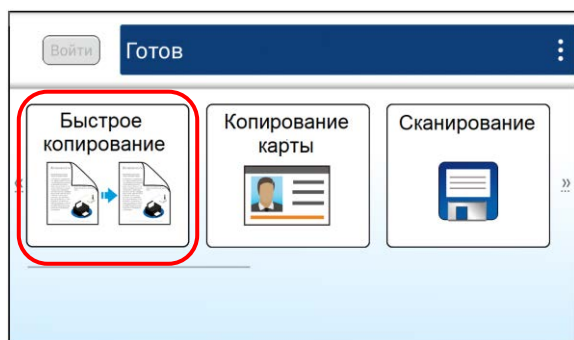 Войти
Готов
Быстрое
копирование
Копирование
карты
Сканирование
«
»